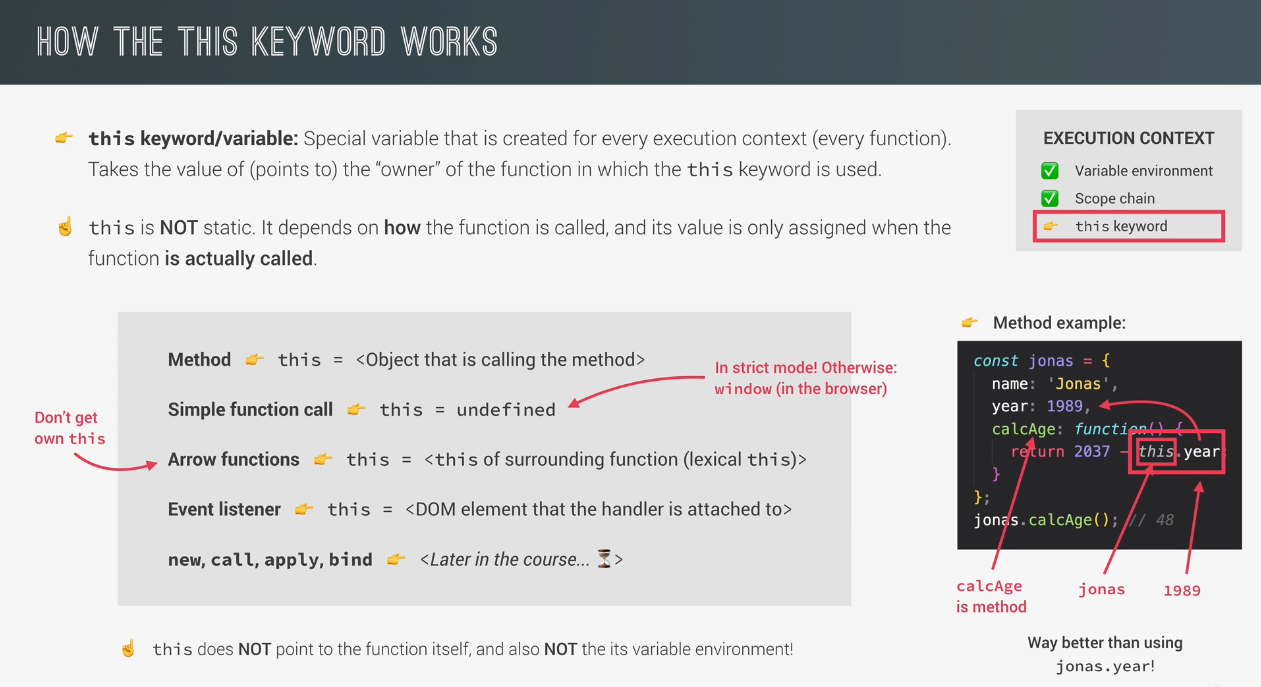 HOW THE THIS KEYWORD WORKS
👉 this keyword/variable: Special variable that is created for every execution context (every function).
Takes the value of (points to) the “owner” of the function in which the this keyword is used.
☝️ this is NOT static. It depends on how the function is called, and its value is only assigned when the
function is actually called.
EXECUTION CONTEXT
✅ Variable environment
✅ Scope chain
👉 this keyword
Method 👉 this = <Object that is calling the method>
Simple function call 👉 this = undefined
In strict mode! Otherwise:
window (in the browser)
Don’t get
own this
Arrow functions 👉 this = <this of surrounding function (lexical this)>
Event listener 👉 this = <DOM element that the handler is attached to>
new, call, apply, bind 👉 <Later in the course... ⏳>
☝️ this does NOT point to the function itself, and also NOT the its variable environment!
👉 Method example:
const jonas = {
name: 'Jonas',
year: 1989,
calcAge: function() {
return 2037 - this.year
}
};
jonas.calcAge(); // 48
calcAge
is method
jonas
1989
Way better than using
jonas.year!